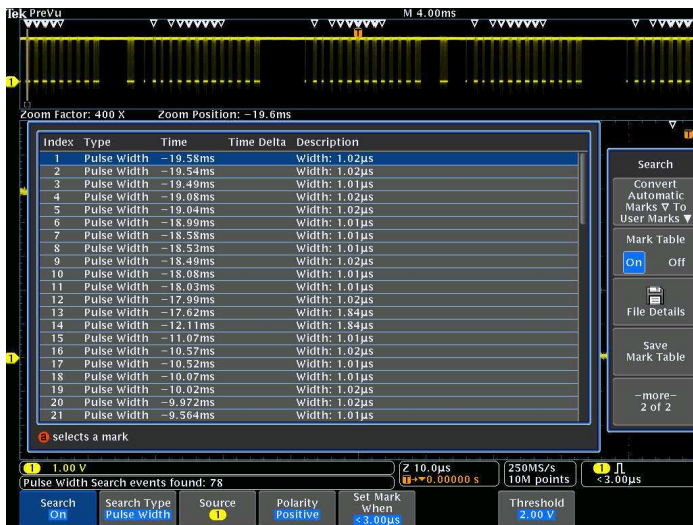 Tek PreVu M 4.00ms
T
1
Zoom Factor: 400 X Zoom Position: −19.6ms
Index Type Time Time Delta Description
1 Pulse Width −19.58ms Width: 1.02µs
2 Pulse Width −19.54ms Width: 1.02µs
3 Pulse Width −19.49ms Width: 1.01µs
4 Pulse Width −19.08ms Width: 1.02µs
5 Pulse Width −19.04ms Width: 1.02µs
6 Pulse Width −18.99ms Width: 1.01µs
7 Pulse Width −18.58ms Width: 1.01µs
8 Pulse Width −18.53ms Width: 1.01µs
9 Pulse Width −18.49ms Width: 1.02µs
10 Pulse Width −18.08ms Width: 1.01µs
11 Pulse Width −18.03ms Width: 1.01µs
12 Pulse Width −17.99ms Width: 1.02µs
13 Pulse Width −17.62ms Width: 1.84µs
14 Pulse Width −12.11ms Width: 1.84µs
15 Pulse Width −11.07ms Width: 1.01µs
16 Pulse Width −10.57ms Width: 1.02µs
17 Pulse Width −10.52ms Width: 1.01µs
18 Pulse Width −10.07ms Width: 1.01µs
19 Pulse Width −10.02ms Width: 1.02µs
20 Pulse Width −9.972ms Width: 1.02µs
21 Pulse Width −9.564ms Width: 1.01µs
a selects a mark
Search
Convert
Automatic
Marks ▽ To
User Marks ▼
Mark Table
On Off
File Details
Save
Mark Table
−more−
2 of 2
1
1 1.00 V
Pulse Width Search events found: 78
Z 10.0µs
T→▼0.00000 s
250MS/s
10M points
1
<3.00µs
Search
On
Search Type
Pulse Width
Source
1
Polarity
Positive
Set Mark
When
<3.00µs
Threshold
2.00 V